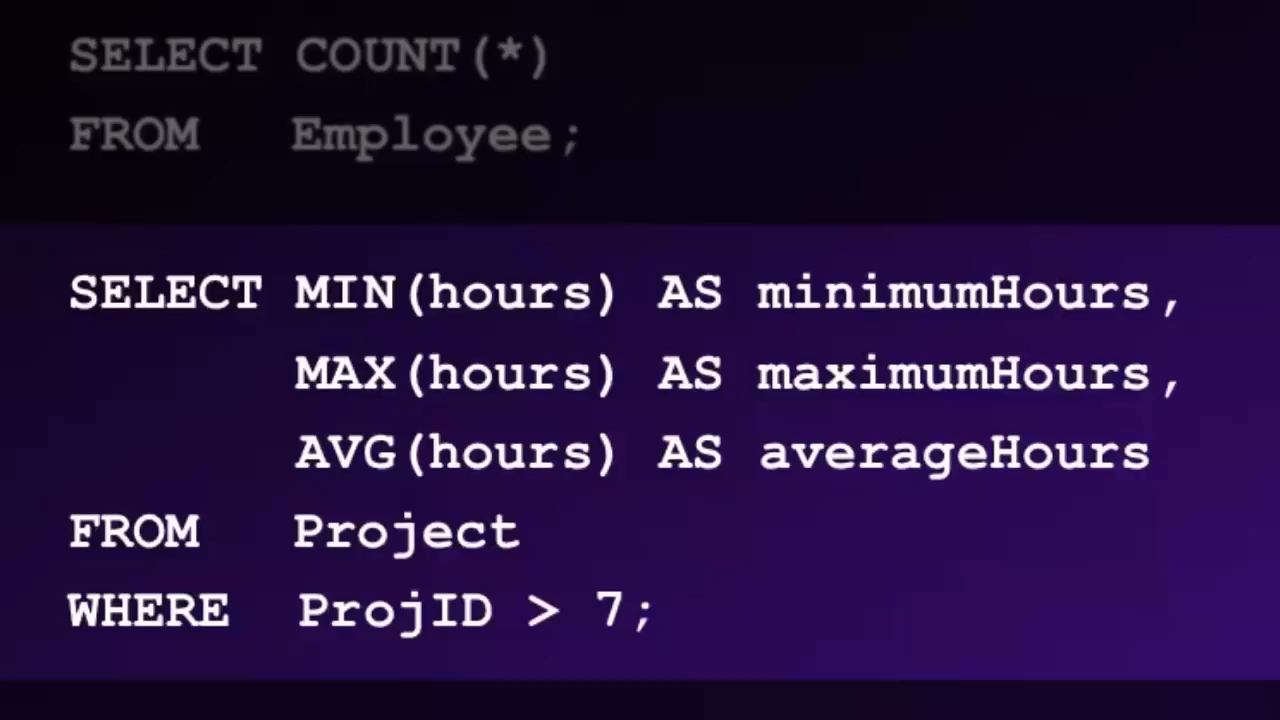 SELECT COUNT(*)
FROM Employee;
SELECT MIN(hours) AS minimumHours,
MAX(hours) AS maximumHours,
AVG(hours) AS averageHours
FROM Project
WHERE ProjID > 7;